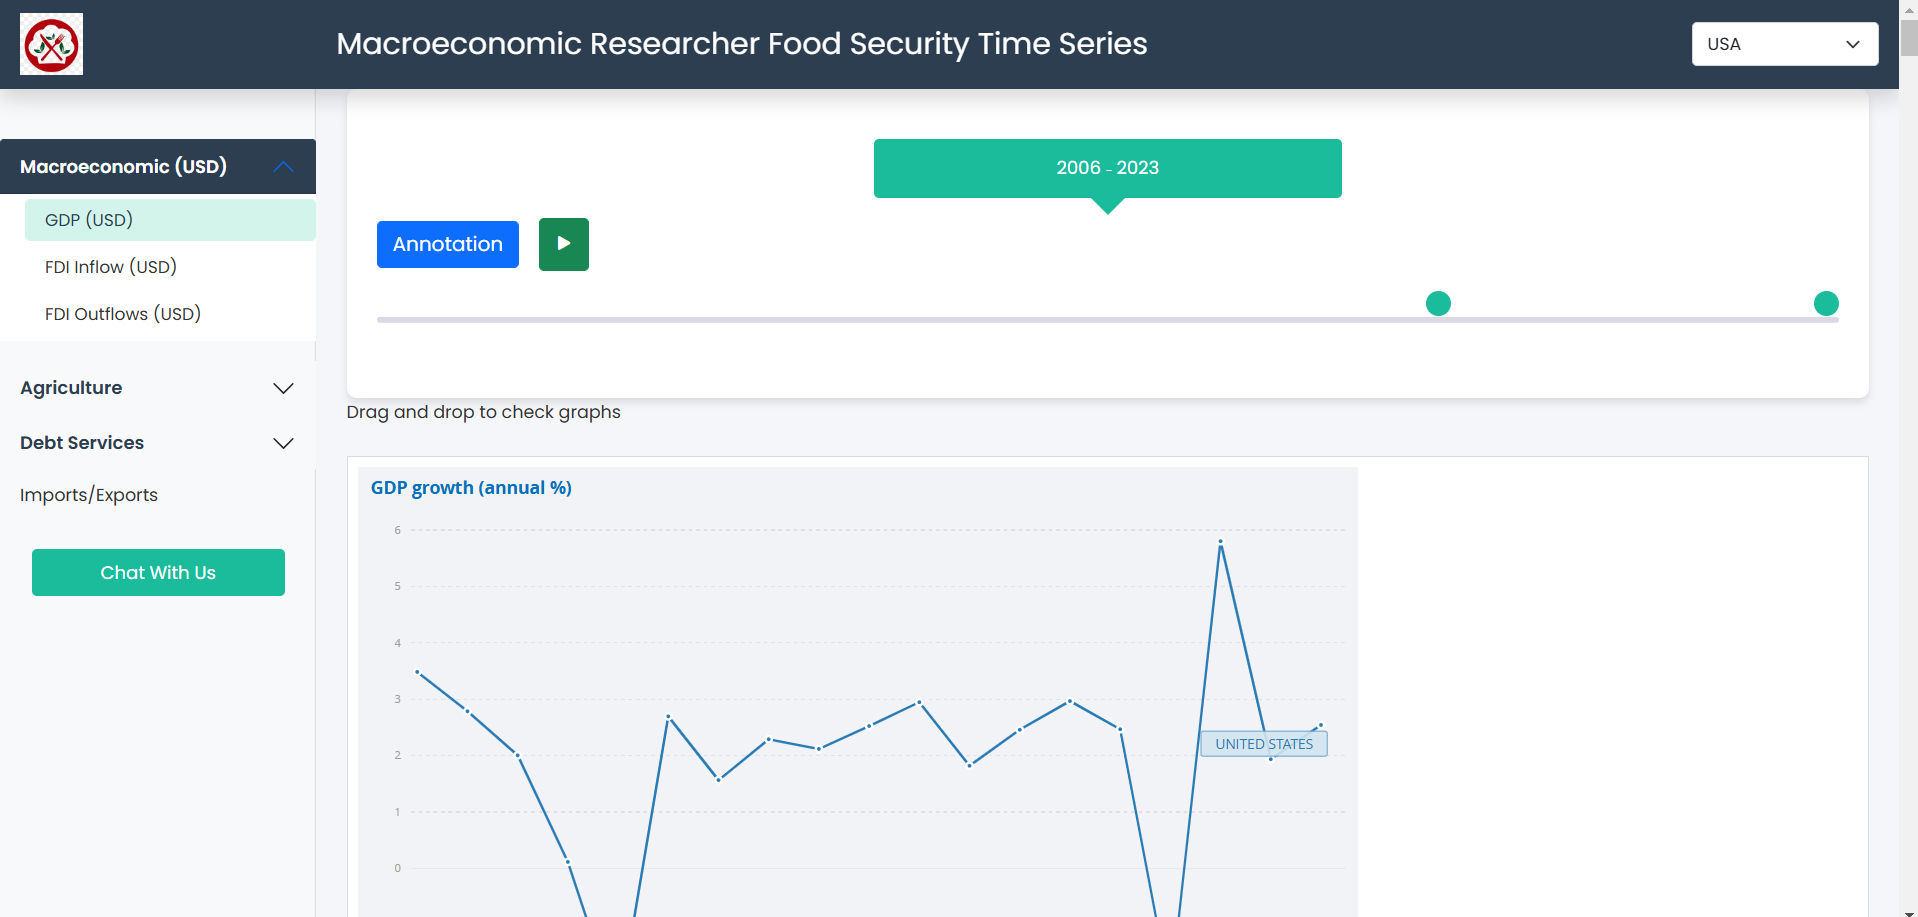 Macroeconomic Researcher Food Security Time Series
USA
Macroeconomic (USD)
GDP (USD)
FDI Inflow (USD)
FDI Outflows (USD)
Agriculture
Debt Services
Imports/Exports
Chat With Us
2006 - 2023
Annotation
Drag and drop to check graphs
GDP growth (annual %)
6
5
4
3
2
1
0
UNITED STATES